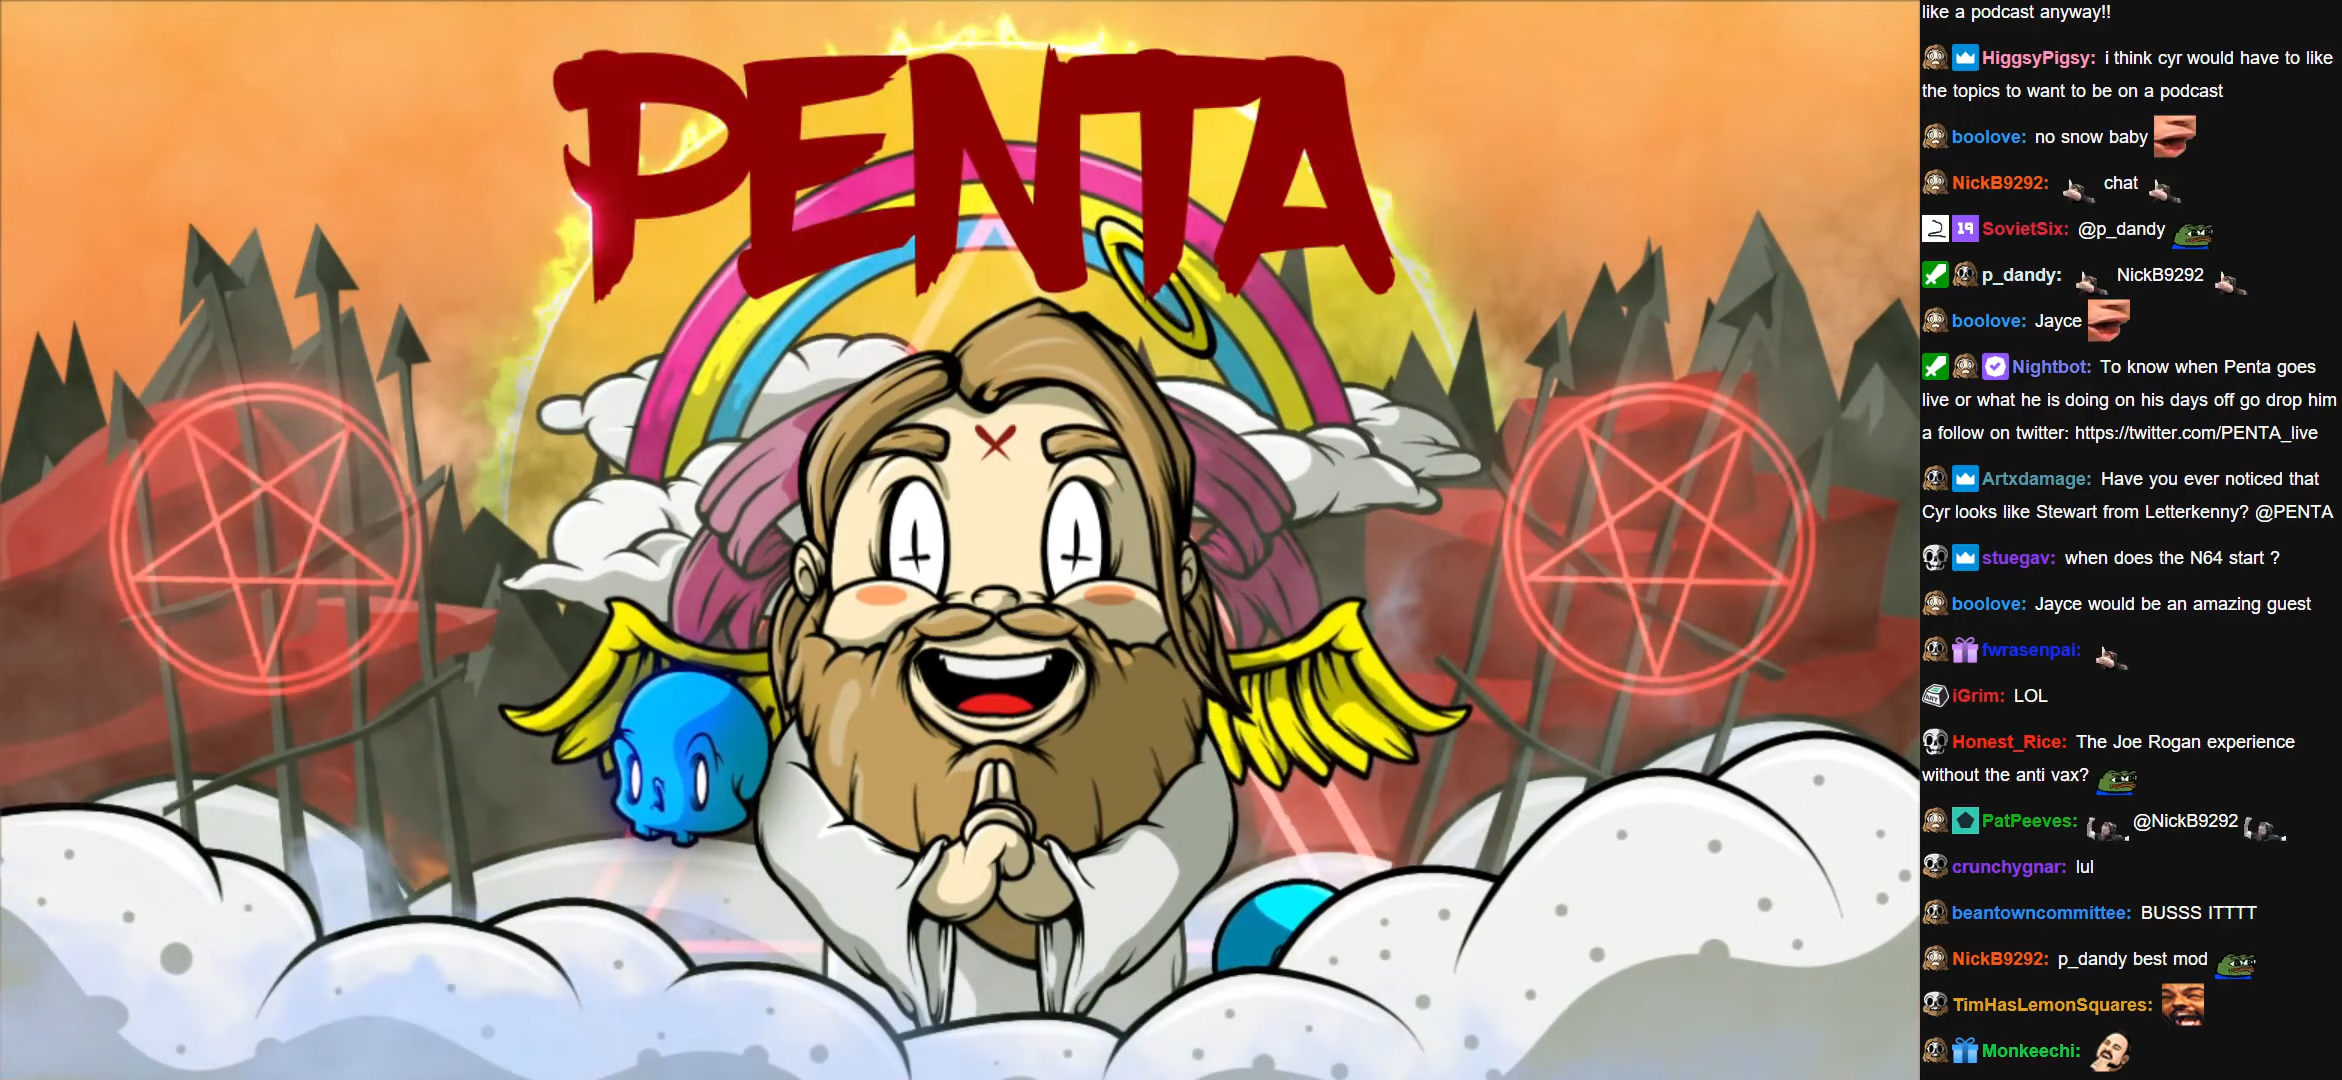 PENTA
like a podcast anyway!!
HiggsyPigsy: i think cyr would have to like
the topics to want to be on a podcast
boolove: no snow baby
NickB9292: chat
2 19 SovietSix: @p_dandy
p_dandy: NickB9292
boolove: Jayce
Nightbot: To know when Penta goes
live or what he is doing on his days off go drop him
a follow on twitter: https://twitter.com/PENTA_live
Artxdamage: Have you ever noticed that
Cyr looks like Stewart from Letterkenny? @PENTA
stuegav: when does the N64 start ?
boolove: Jayce would be an amazing guest
fwrasenpai:
iGrim: LOL
Honest_Rice: The Joe Rogan experience
without the anti vax?
PatPeeves: @NickB9292
crunchygnar: lul
beantowncommittee: BUSSS ITTTT
NickB9292: p_dandy best mod
TimHasLemonSquares:
Monkeechi: